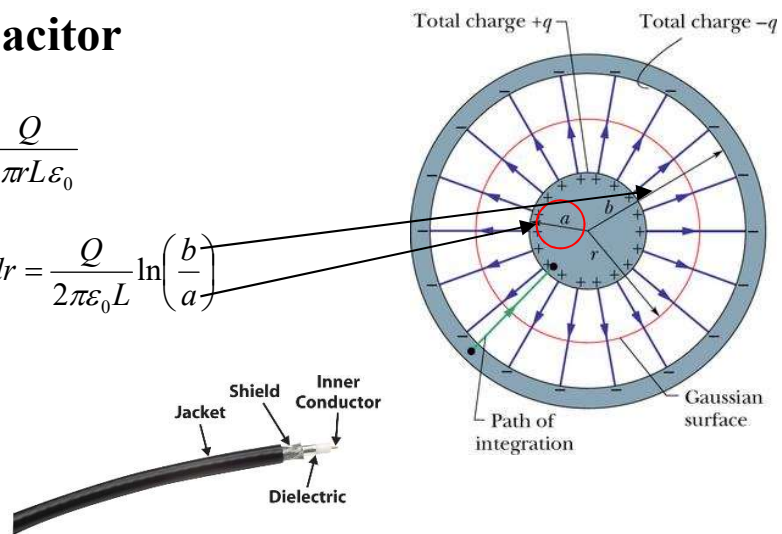 acitor
Q
πrLε₀
dr = Q / 2πε₀L ln(b/a)
Total charge +q
Total charge −q
a
b
r
Gaussian
surface
Path of
integration
Jacket
Shield
Inner
Conductor
Dielectric